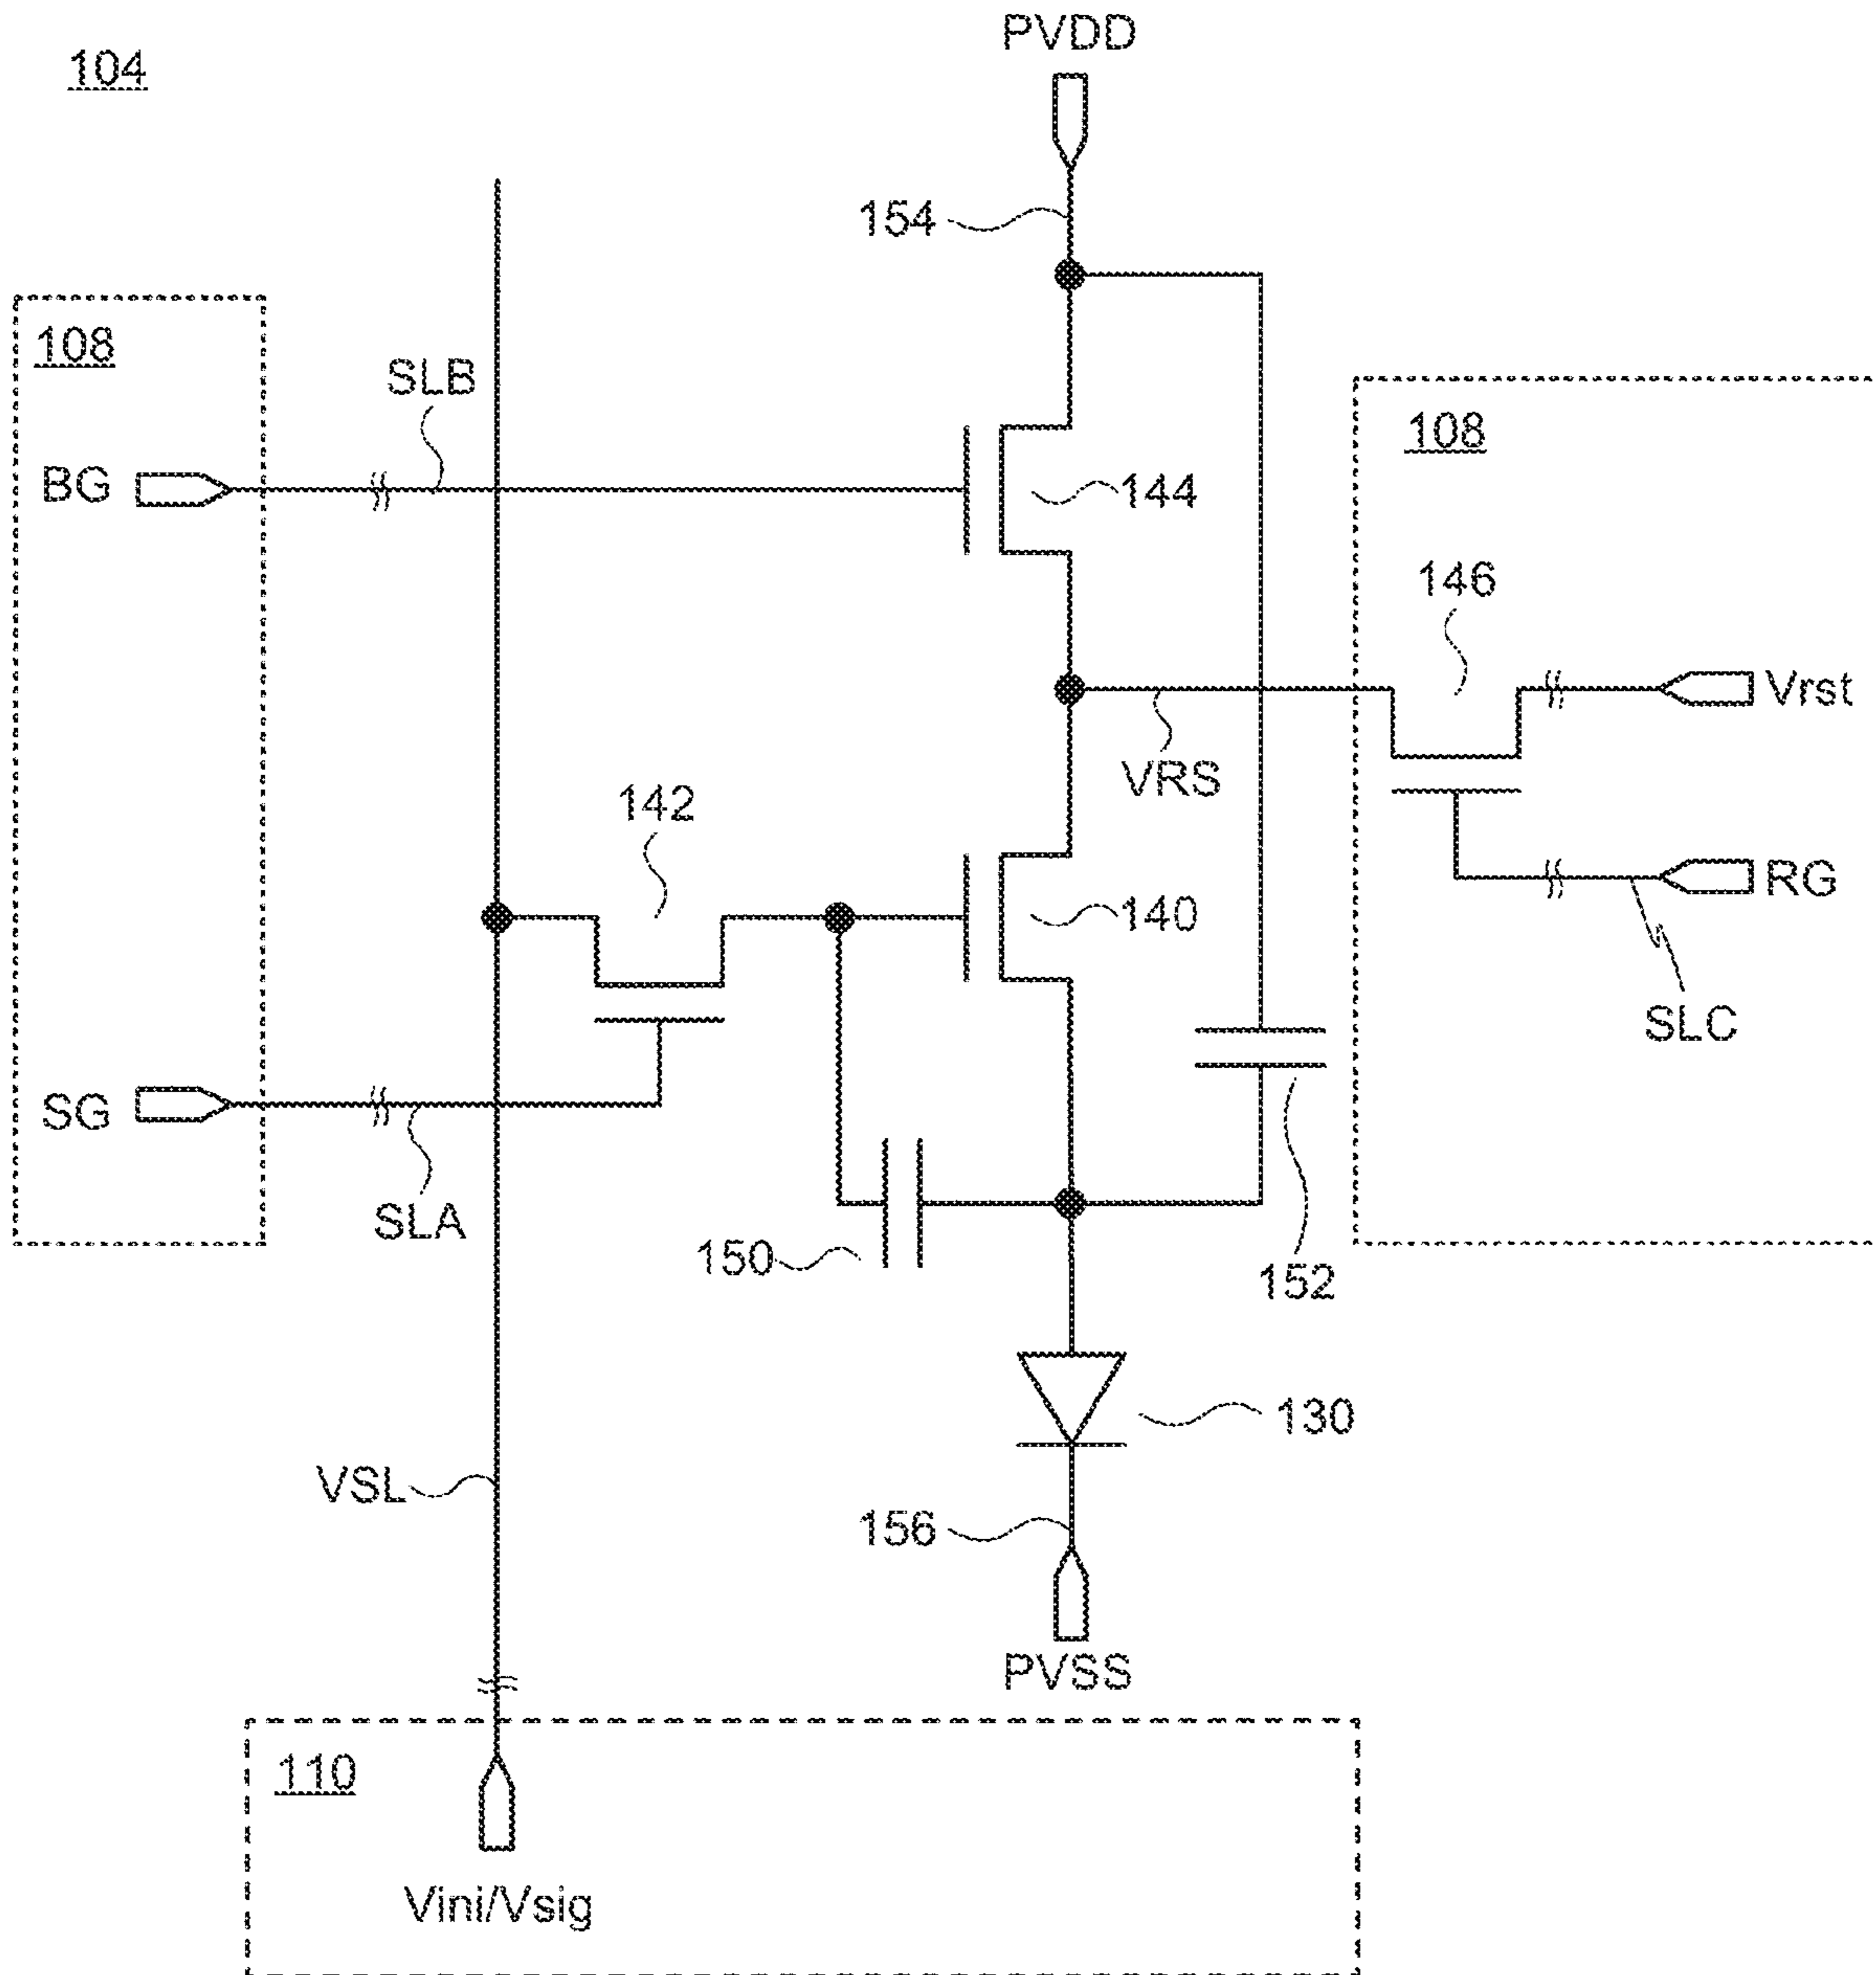 PVDD
104
154
108
SLB
108
BG
144
146
Vrst
VRS
142
140
RG
SLC
SG
SLA
150
152
130
VSL
156
PVSS
110
Vini/Vsig